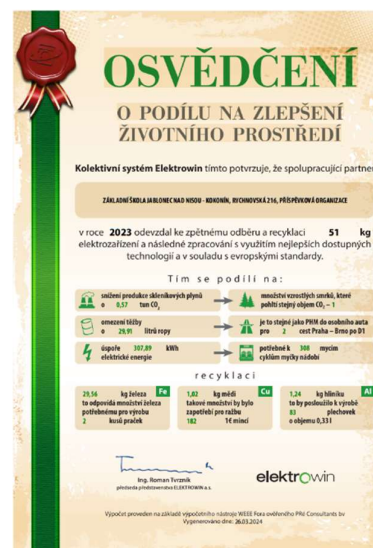 OSVĚDČENÍ
O PODÍLU NA ZLEPŠENÍ
ŽIVOTNÍHO PROSTŘEDÍ
Kolektivní systém Elektrowin tímto potvrzuje, že spolupracující partner
ZÁKLADNÍ ŠKOLA JABLONEC NAD NISOU - KOKONÍN, RYCHNOVSKÁ 216, PŘÍSPĚVKOVÁ ORGANIZACE
v roce 2023 odevzdal ke zpětnému odběru a recyklaci 51 kg
elektrozařízení a následné zpracování s využitím nejlepších dostupných
technologií a v souladu s evropskými standardy.
Tím se podílí na:
snížení produkce skleníkových plynů
o 0,57 tun CO₂
množství vzrostlých smrků, které
pohltí stejný objem CO₂ – 1
omezení těžby
o 29,91 litrů ropy
je to stejné jako PHM do osobního auta
pro 2 cest Praha – Brno po D1
úspoře 307,89 kWh
elektrické energie
potřebné k 308 mycím
cyklům myčky nádobí
recyklaci
29,56 kg železa Fe
to odpovídá množství železa
potřebnému pro výrobu
2 kusů praček
1,02 kg mědi Cu
takové množství by bylo
zapotřebí pro ražbu
182 1€ mincí
1,24 kg hliníku Al
to by posloužilo k výrobě
83 plechovek
o objemu 0,33 l
Ing. Roman Tvrzník
předseda představenstva ELEKTROWIN a.s.
elektrowin
Výpočet proveden na základě výpočetního nástroje WEEE Fora ověřeného PRé Consultants bv
Vygenerováno dne: 26.03.2024